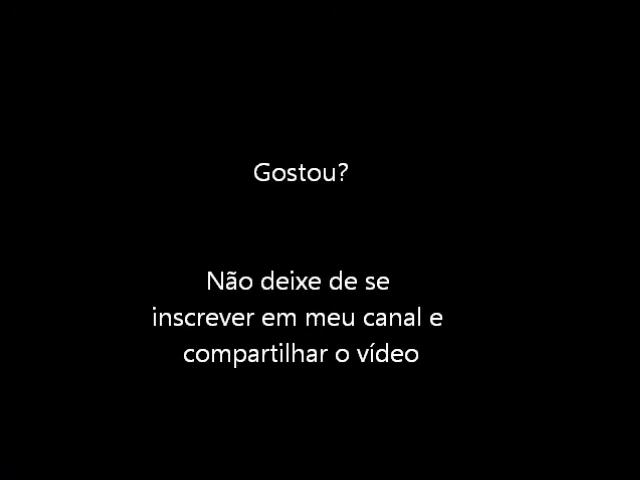 Gostou?
Não deixe de se
inscrever em meu canal e
compartilhar o vídeo